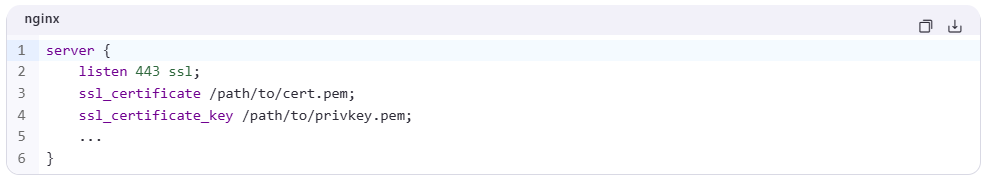 nginx
1 server {
2     listen 443 ssl;
3     ssl_certificate /path/to/cert.pem;
4     ssl_certificate_key /path/to/privkey.pem;
5     ...
6 }